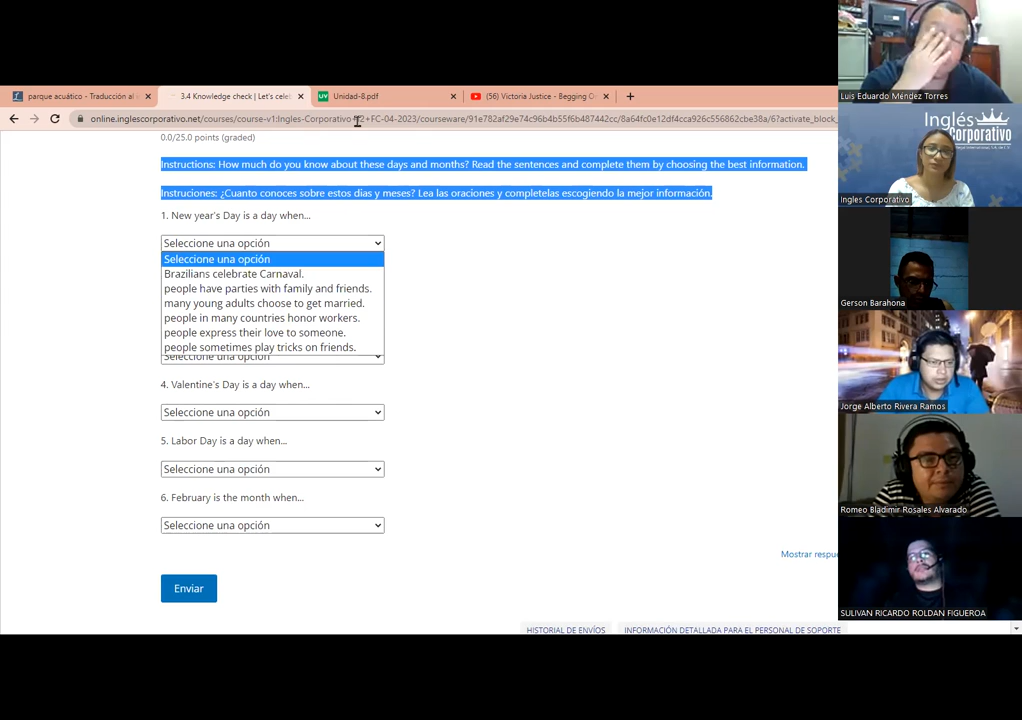 parque acuático - Traducción al
3.4 Knowledge check | Let's cele
Unidad-8.pdf
(56) Victoria Justice - Begging O
online.inglescorporativo.net/courses/course-v1:Ingles-Corporativo+
+FC-04-2023/courseware/91e782af29e74c96b4b55f6b487442cc/8a64fc0e12df4cca926c556862cbe38a/6?activate_block_
0.0/25.0 points (graded)
Instructions: How much do you know about these days and months? Read the sentences and complete them by choosing the best information.
Instruciones: ¿Cuanto conoces sobre estos dias y meses? Lea las oraciones y completelas escogiendo la mejor información.
1. New year's Day is a day when...
Seleccione una opción
Seleccione una opción
Brazilians celebrate Carnaval.
people have parties with family and friends.
many young adults choose to get married.
people in many countries honor workers.
people express their love to someone.
people sometimes play tricks on friends.
Seleccione una opción
4. Valentine's Day is a day when...
Seleccione una opción
5. Labor Day is a day when...
Seleccione una opción
6. February is the month when...
Seleccione una opción
Mostrar respu
Enviar
HISTORIAL DE ENVÍOS
INFORMACIÓN DETALLADA PARA EL PERSONAL DE SOPORTE
Luis Eduardo Méndez Torres
Inglés
Corporativo
Ingles Corporativo
Gerson Barahona
Jorge Alberto Rivera Ramos
Romeo Bladimir Rosales Alvarado
SULIVAN RICARDO ROLDAN FIGUEROA